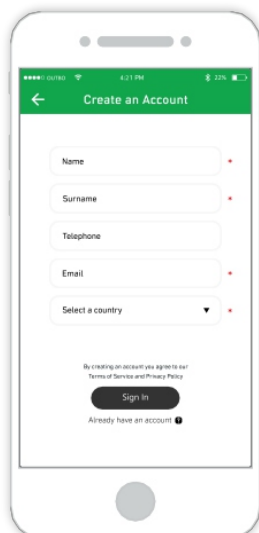 4:21 PM
22%
Create an Account
Name *
Surname *
Telephone
Email *
Select a country *
By creating an account you agree to our
Terms of Service and Privacy Policy
Sign In
Already have an account ?